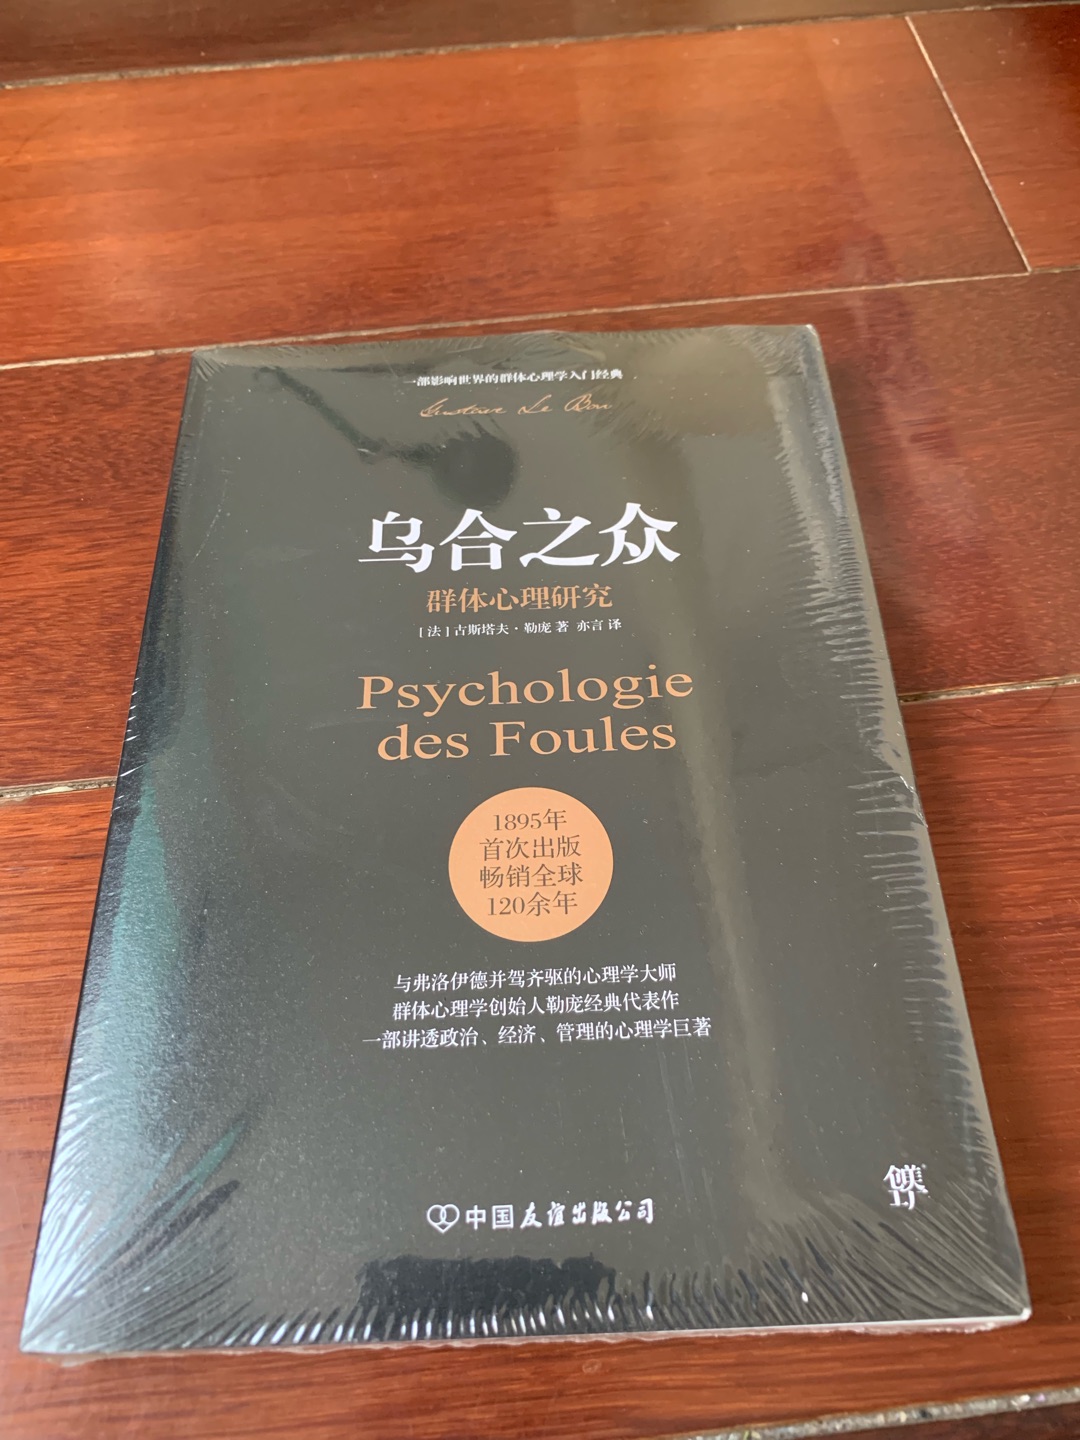 一部影响世界的群体心理学入门经典
Gustave Le Bon
乌合之众
群体心理研究
[法]古斯塔夫·勒庞 著 亦言 译
Psychologie
des Foules
1895年
首次出版
畅销全球
120余年
与弗洛伊德并驾齐驱的心理学大师
群体心理学创始人勒庞经典代表作
一部讲透政治、经济、管理的心理学巨著
创美
工厂
中国友谊出版公司